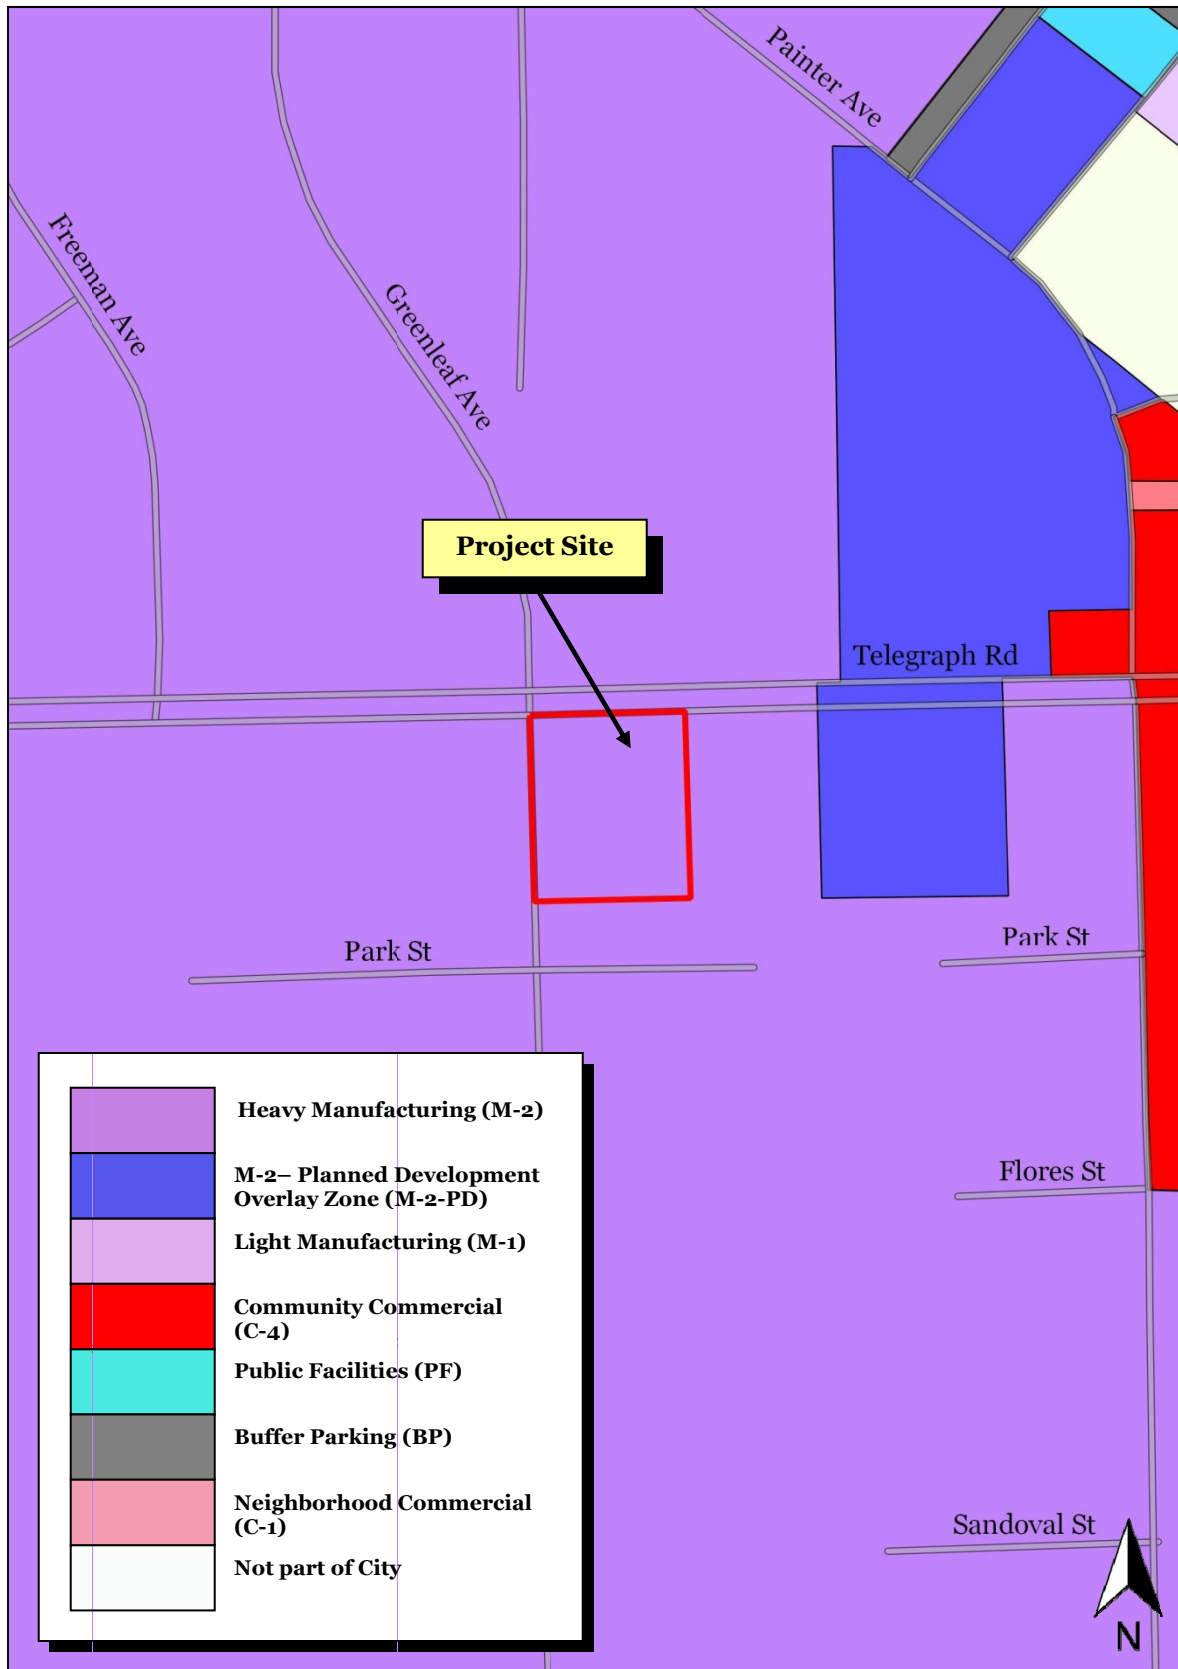 Painter Ave
Freeman Ave
Greenleaf Ave
Project Site
Telegraph Rd
Park St
Park St
Heavy Manufacturing (M-2)
M-2– Planned Development
Overlay Zone (M-2-PD)
Light Manufacturing (M-1)
Community Commercial
(C-4)
Public Facilities (PF)
Buffer Parking (BP)
Neighborhood Commercial
(C-1)
Not part of City
Flores St
Sandoval St
N